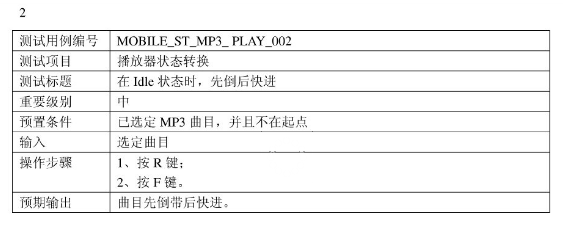 2
测试用例编号 MOBILE_ST_MP3_ PLAY_002
测试项目 播放器状态转换
测试标题 在 Idle 状态时，先倒后快进
重要级别 中
预置条件 已选定 MP3 曲目，并且不在起点
输入 选定曲目
操作步骤 1、按 R 键；
2、按 F 键。
预期输出 曲目先倒带后快进。